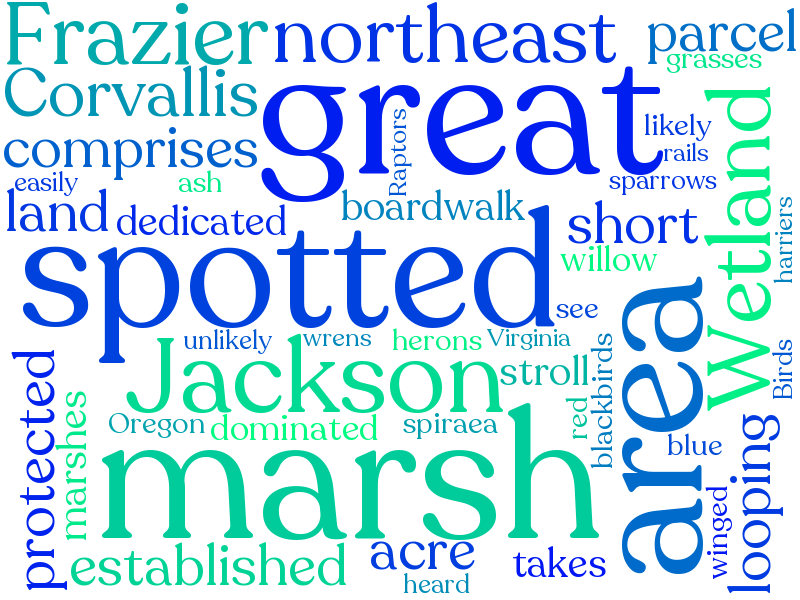 Frazier
northeast
parcel
grasses
Corvallis
great
Raptors
likely
rails
comprises
easily
ash
sparrows
land
dedicated
boardwalk
short
Wetland
harriers
spotted
willow
see
area
unlikely
wrens
herons
Virginia
Birds
Jackson
stroll
blackbirds
protected
marshes
Oregon
dominated
spiraea
red
blue
looping
marsh
winged
established
acre
takes
heard